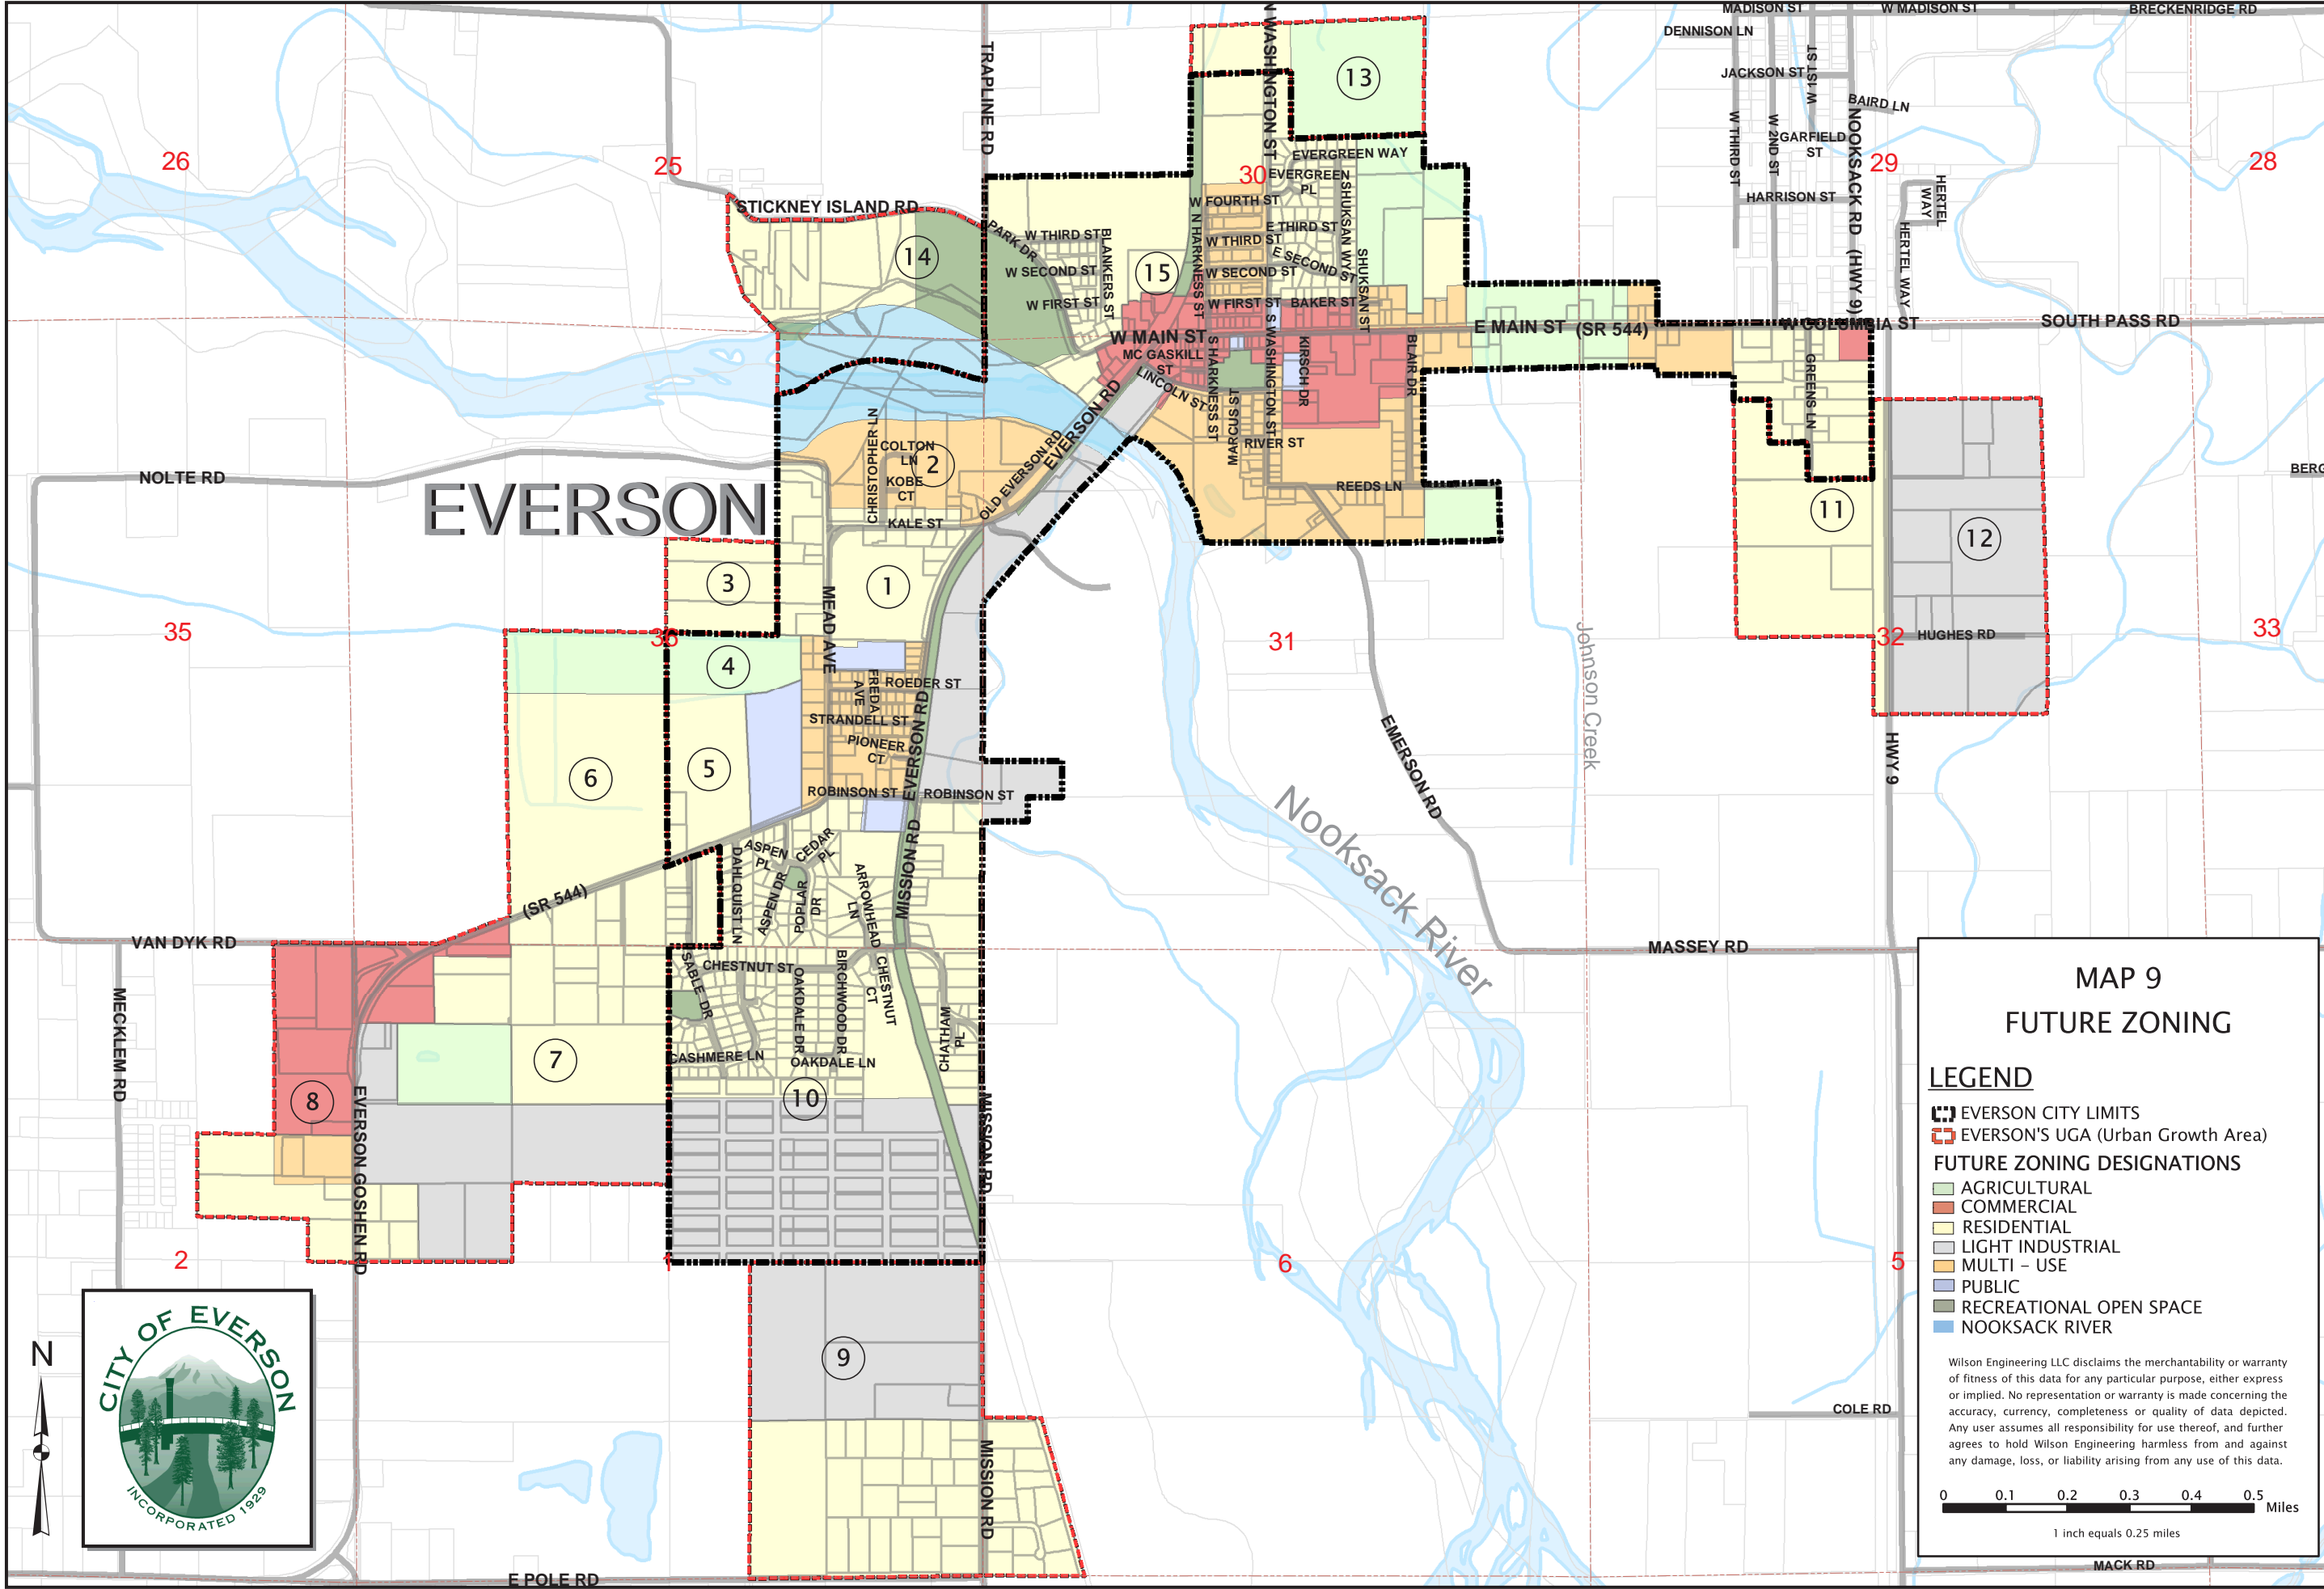 MADISON ST
W MADISON ST
BRECKENRIDGE RD
DENNISON LN
JACKSON ST
W 1ST ST
BAIRD LN
W THIRD ST
W 2ND ST
GARFIELD
ST
NOOKSACK RD (HWY 9)
HARRISON ST
HERTEL
WAY
HERTEL WAY
26
25
30
29
28
TRAPLINE RD
N WASHINGTON ST
13
EVERGREEN WAY
EVERGREEN
PL
N SHUKSAN WY
W FOURTH ST
STICKNEY ISLAND RD
PARK DR
14
15
W THIRD ST
W SECOND ST
W FIRST ST
BLANKERS ST
N HARKNESS ST
W THIRD ST
E THIRD ST
W SECOND ST
E SECOND ST
SHUKSAN ST
W FIRST ST
BAKER ST
W MAIN ST
MC GASKILL
ST
LINCOLN ST
S HARKNESS ST
MARCUS ST
S WASHINGTON ST
KIRSCH DR
BLAIR DR
E MAIN ST (SR 544)
W COLUMBIA ST
SOUTH PASS RD
GREENS LN
RIVER ST
REEDS LN
NOLTE RD
EVERSON
CHRISTOPHER LN
COLTON
LN
2
KOBE
CT
OLD EVERSON RD
EVERSON RD
KALE ST
BERG
11
12
3
1
MEAD AVE
35
36
31
32
33
HUGHES RD
Johnson Creek
4
FREDA
AVE
ROEDER ST
STRANDELL ST
PIONEER
CT
EVERSON RD
5
6
ROBINSON ST
ROBINSON ST
EMERSON RD
HWY 9
Nooksack River
ASPEN
PL
CEDAR
PL
DAHLQUIST LN
ASPEN DR
POPLAR
DR
ARROWHEAD
LN
MISSION RD
(SR 544)
VAN DYK RD
MASSEY RD
MECKLEM RD
SABLE DR
CHESTNUT ST
OAKDALE DR
BIRCHWOOD DR
CHESTNUT
CT
CHATHAM
PL
CASHMERE LN
OAKDALE LN
7
8
10
EVERSON GOSHEN RD
MISSION RD
2
1
6
5
9
MISSION RD
COLE RD
MACK RD
E POLE RD
N
CITY OF EVERSON
INCORPORATED 1929
MAP 9
FUTURE ZONING
LEGEND
EVERSON CITY LIMITS
EVERSON'S UGA (Urban Growth Area)
FUTURE ZONING DESIGNATIONS
AGRICULTURAL
COMMERCIAL
RESIDENTIAL
LIGHT INDUSTRIAL
MULTI - USE
PUBLIC
RECREATIONAL OPEN SPACE
NOOKSACK RIVER
Wilson Engineering LLC disclaims the merchantability or warranty
of fitness of this data for any particular purpose, either express
or implied. No representation or warranty is made concerning the
accuracy, currency, completeness or quality of data depicted.
Any user assumes all responsibility for use thereof, and further
agrees to hold Wilson Engineering harmless from and against
any damage, loss, or liability arising from any use of this data.
0 0.1 0.2 0.3 0.4 0.5
Miles
1 inch equals 0.25 miles